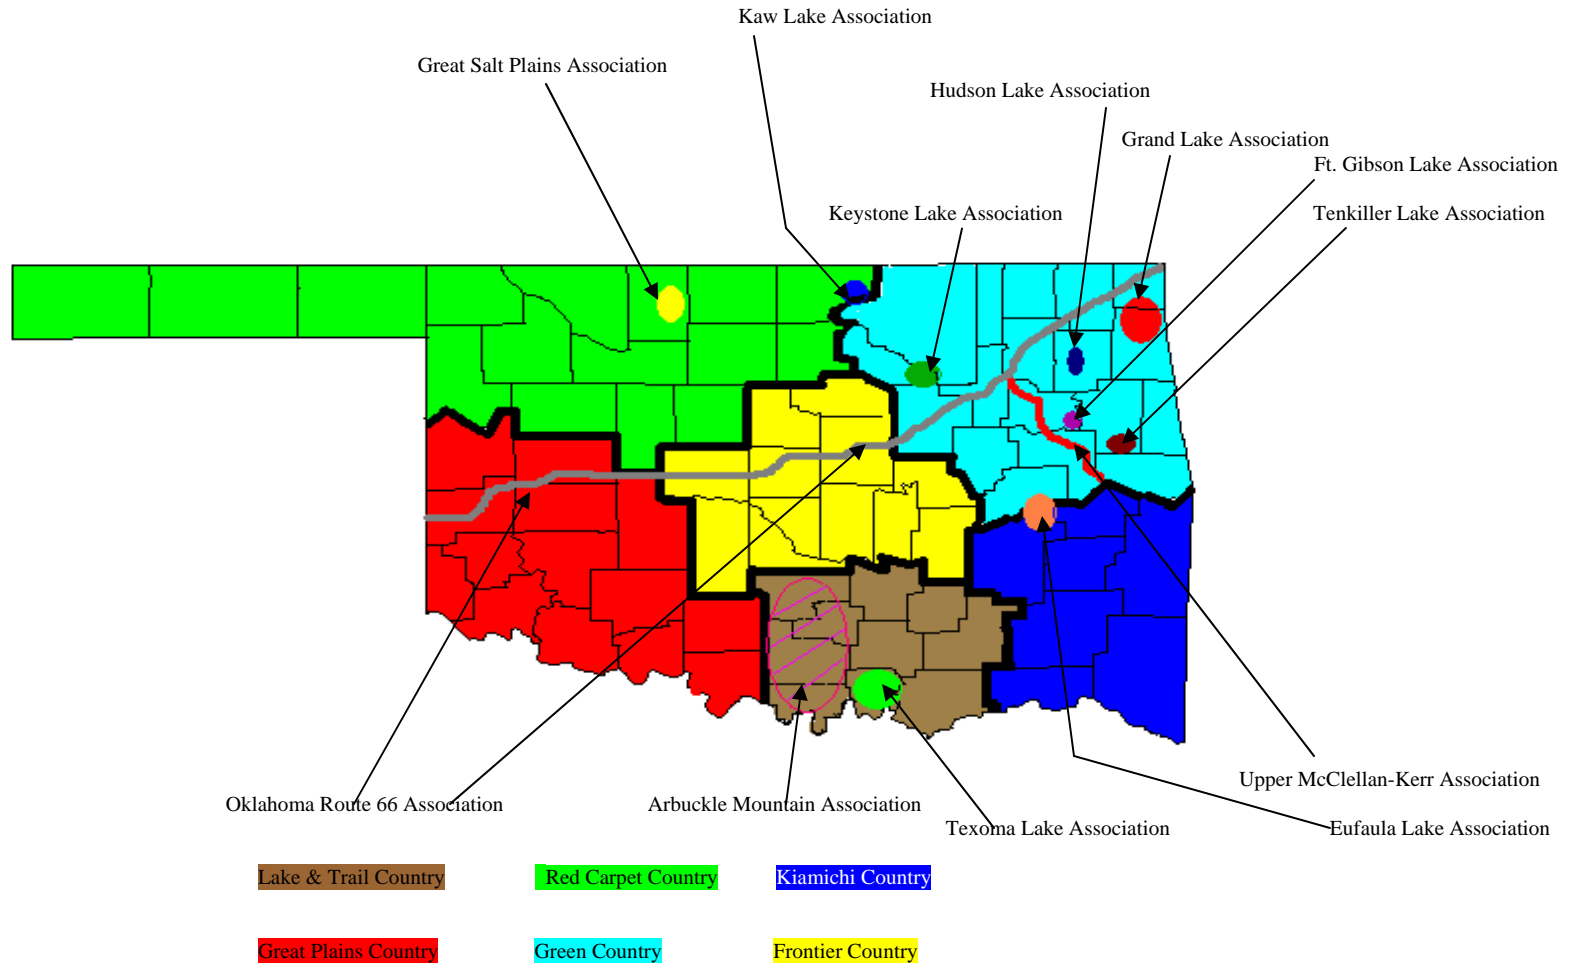 Kaw Lake Association
Great Salt Plains Association
Hudson Lake Association
Grand Lake Association
Ft. Gibson Lake Association
Keystone Lake Association
Tenkiller Lake Association
Upper McClellan-Kerr Association
Oklahoma Route 66 Association
Arbuckle Mountain Association
Texoma Lake Association
Eufaula Lake Association
Lake & Trail Country
Red Carpet Country
Kiamichi Country
Great Plains Country
Green Country
Frontier Country